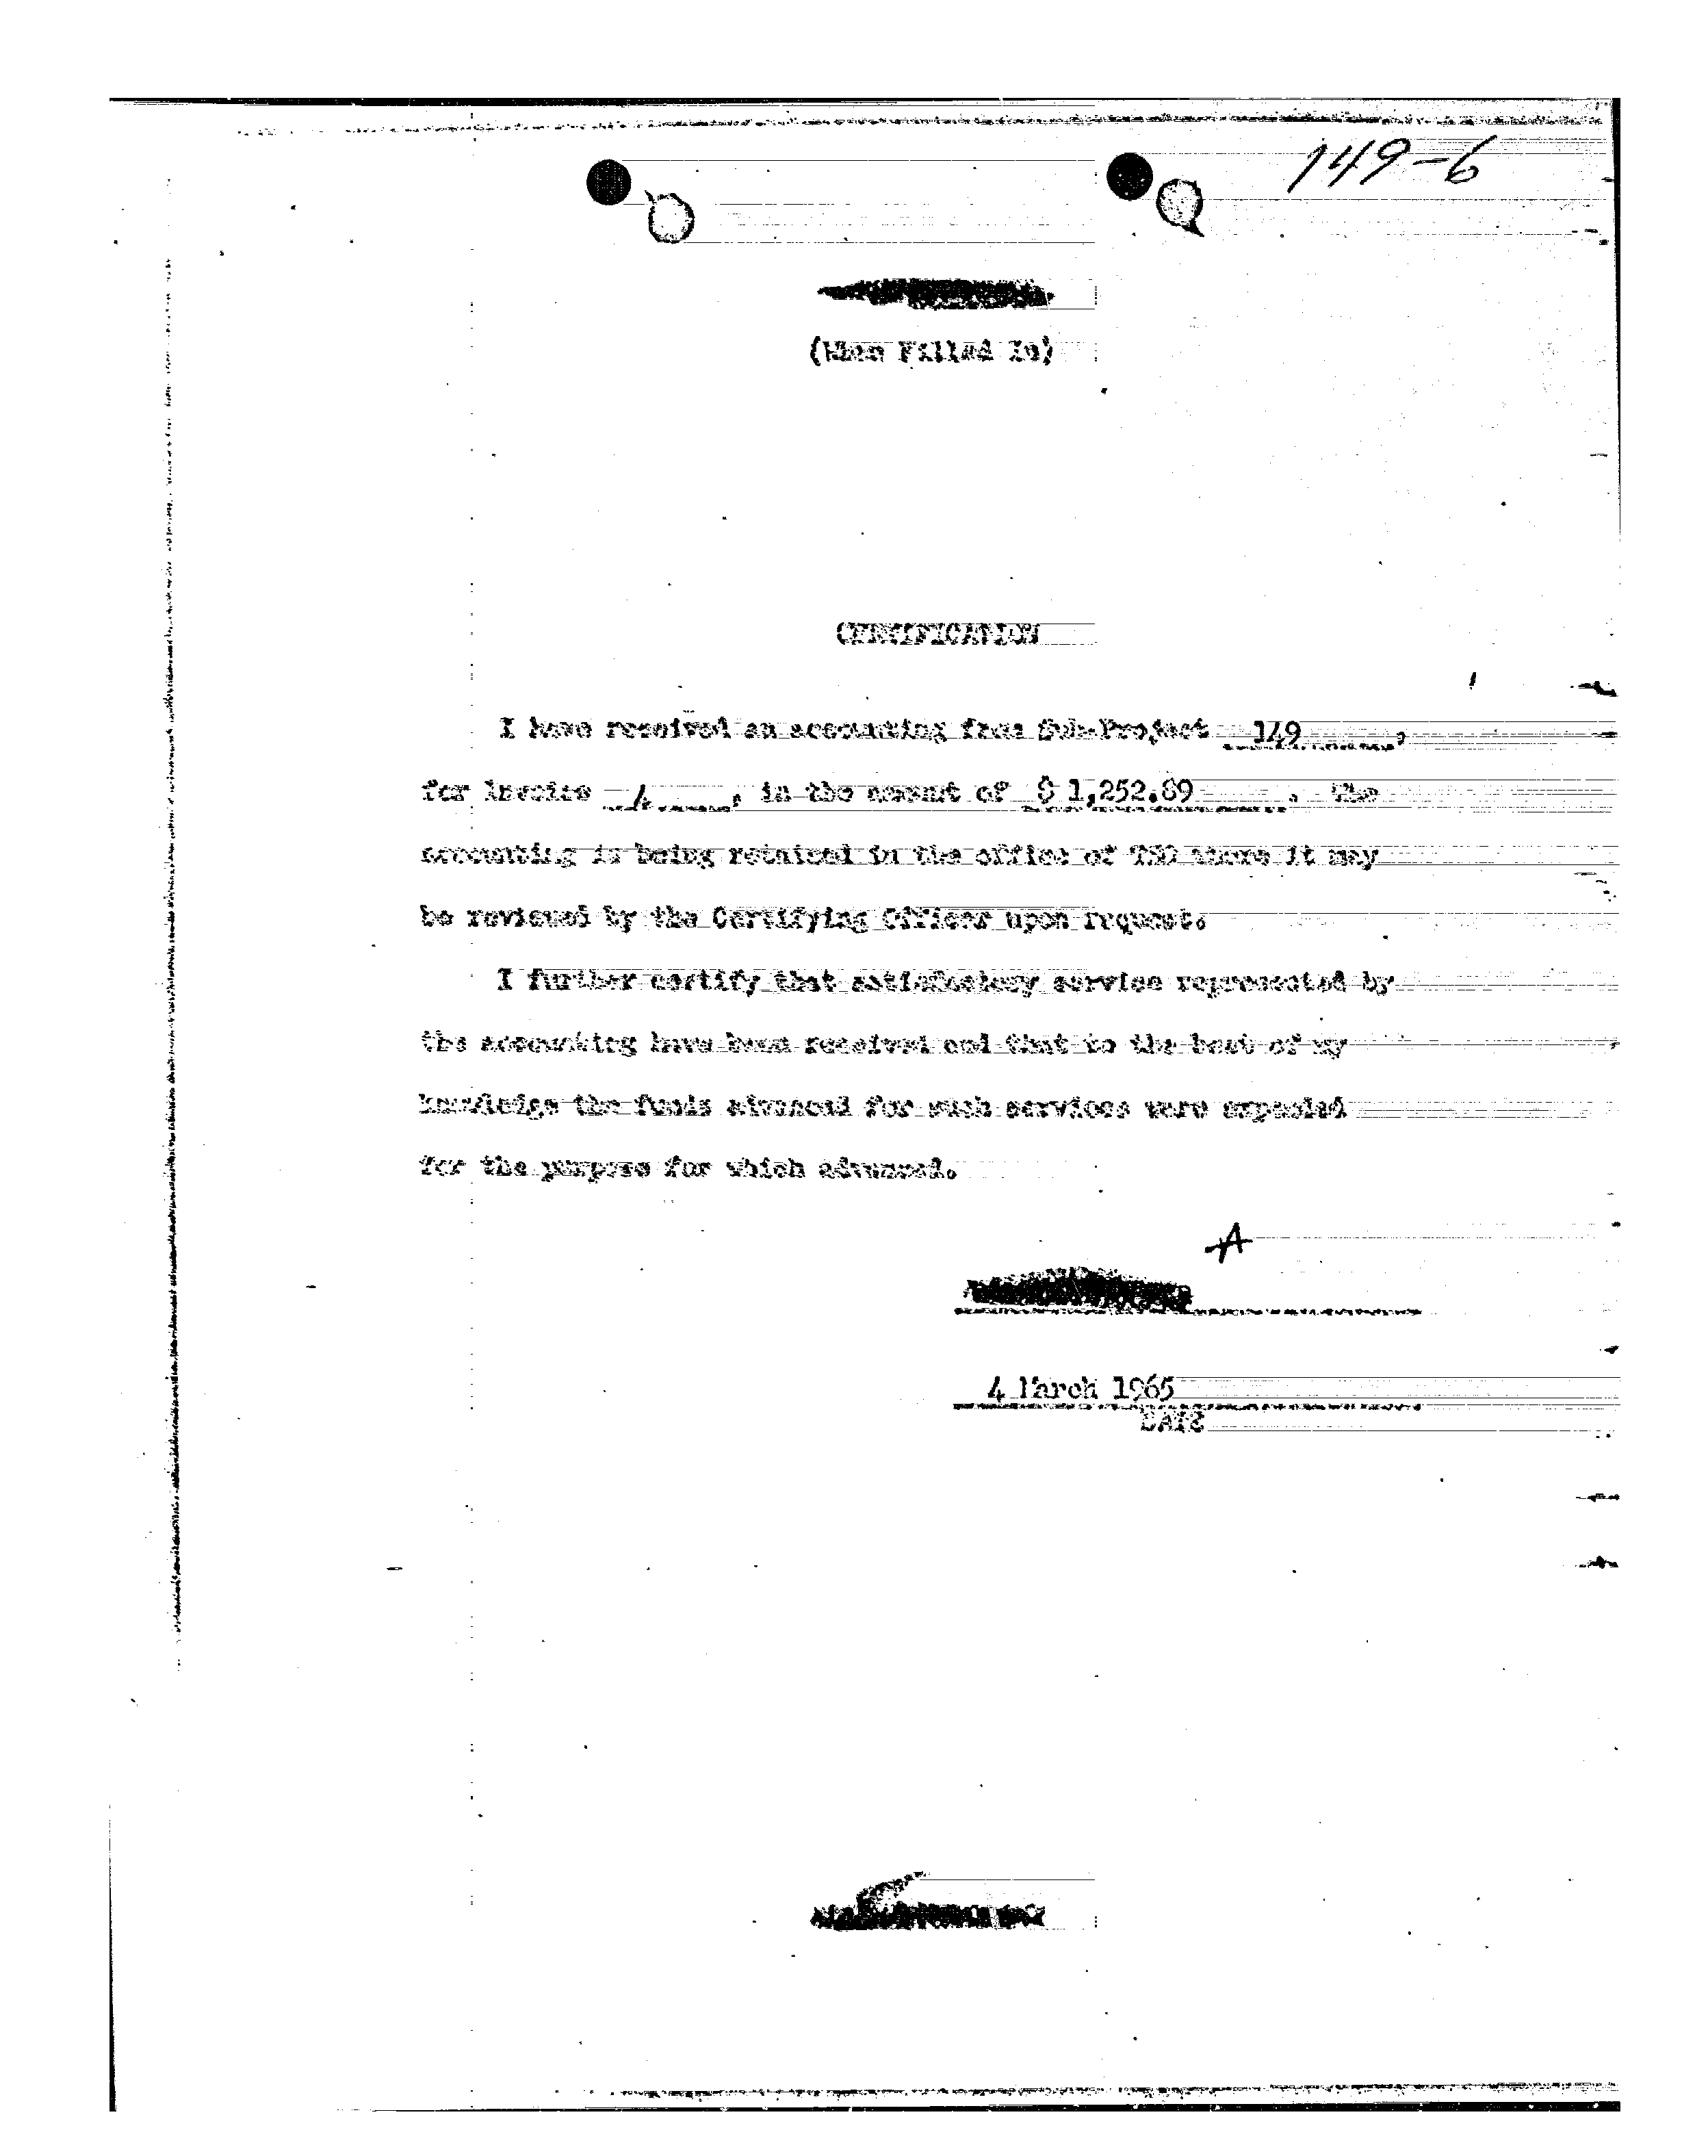 149-6
(When Filled In)
CERTIFICATION
I have received an accounting from Sub-Project 149,
for invoice 4, in the amount of $ 1,252.89. The
accounting is being retained in the office of TSD where it may
be reviewed by the Certifying Officer upon request.
I further certify that satisfactory service represented by
the accounting have been received and that to the best of my
knowledge the funds advanced for such services were expended
for the purpose for which advanced.
A
4 March 1965
DATE